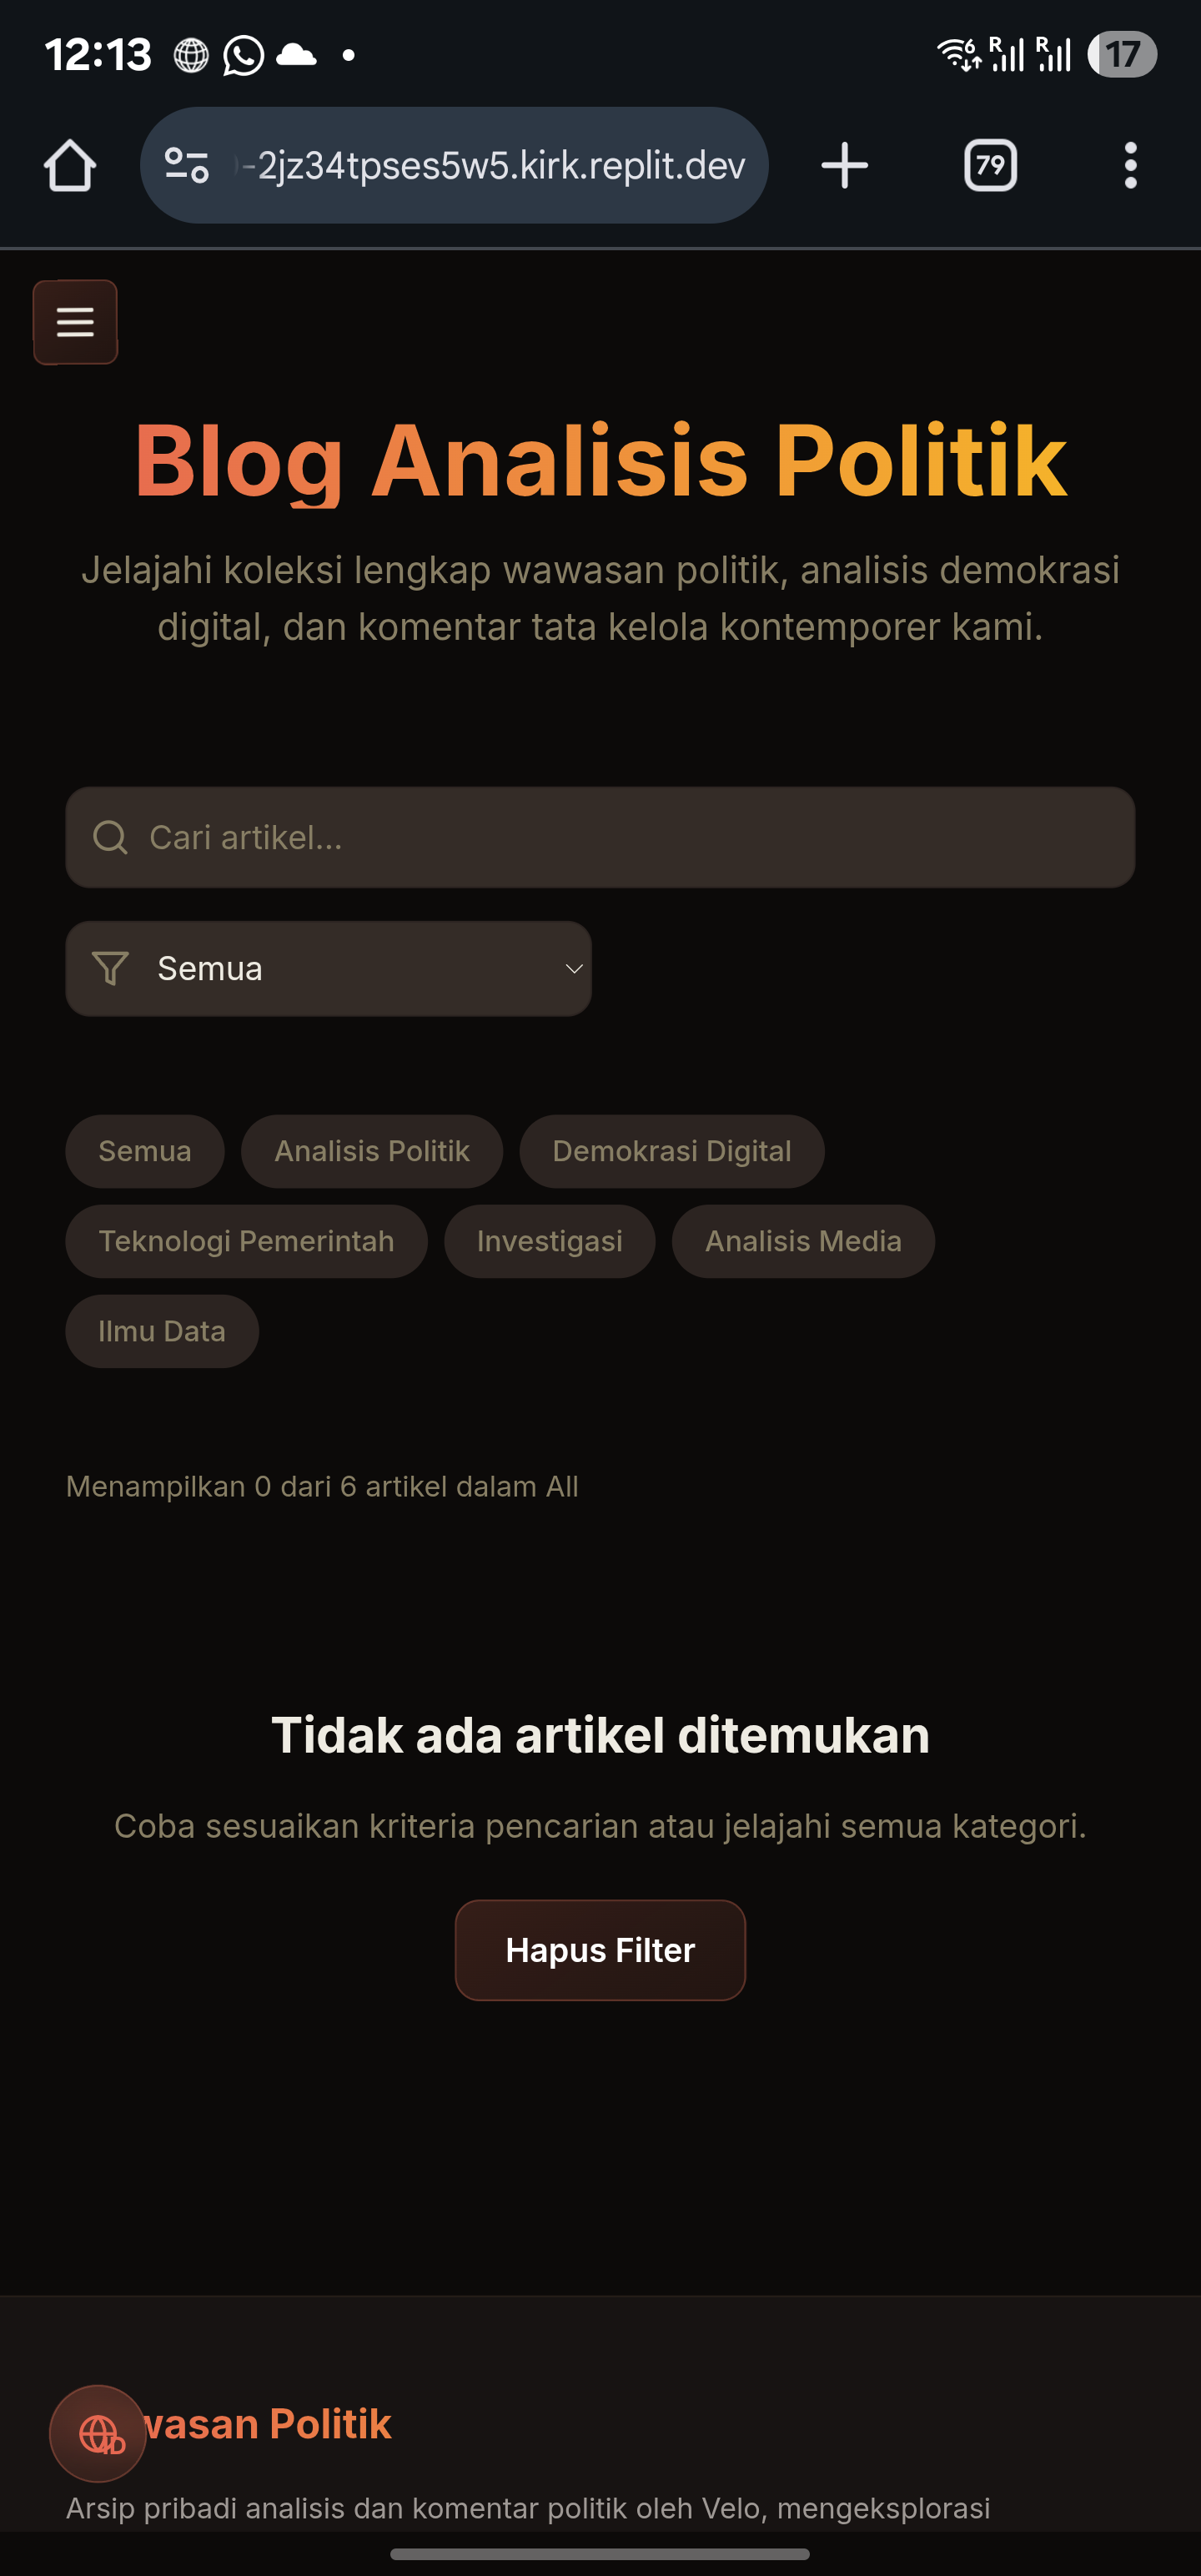 12:13
6 R R 17
-2jz34tpses5w5.kirk.replit.dev
79
Blog Analisis Politik
Jelajahi koleksi lengkap wawasan politik, analisis demokrasi
digital, dan komentar tata kelola kontemporer kami.
Cari artikel...
Semua
Semua Analisis Politik Demokrasi Digital
Teknologi Pemerintah Investigasi Analisis Media
Ilmu Data
Menampilkan 0 dari 6 artikel dalam All
Tidak ada artikel ditemukan
Coba sesuaikan kriteria pencarian atau jelajahi semua kategori.
Hapus Filter
ID
wasan Politik
Arsip pribadi analisis dan komentar politik oleh Velo, mengeksplorasi